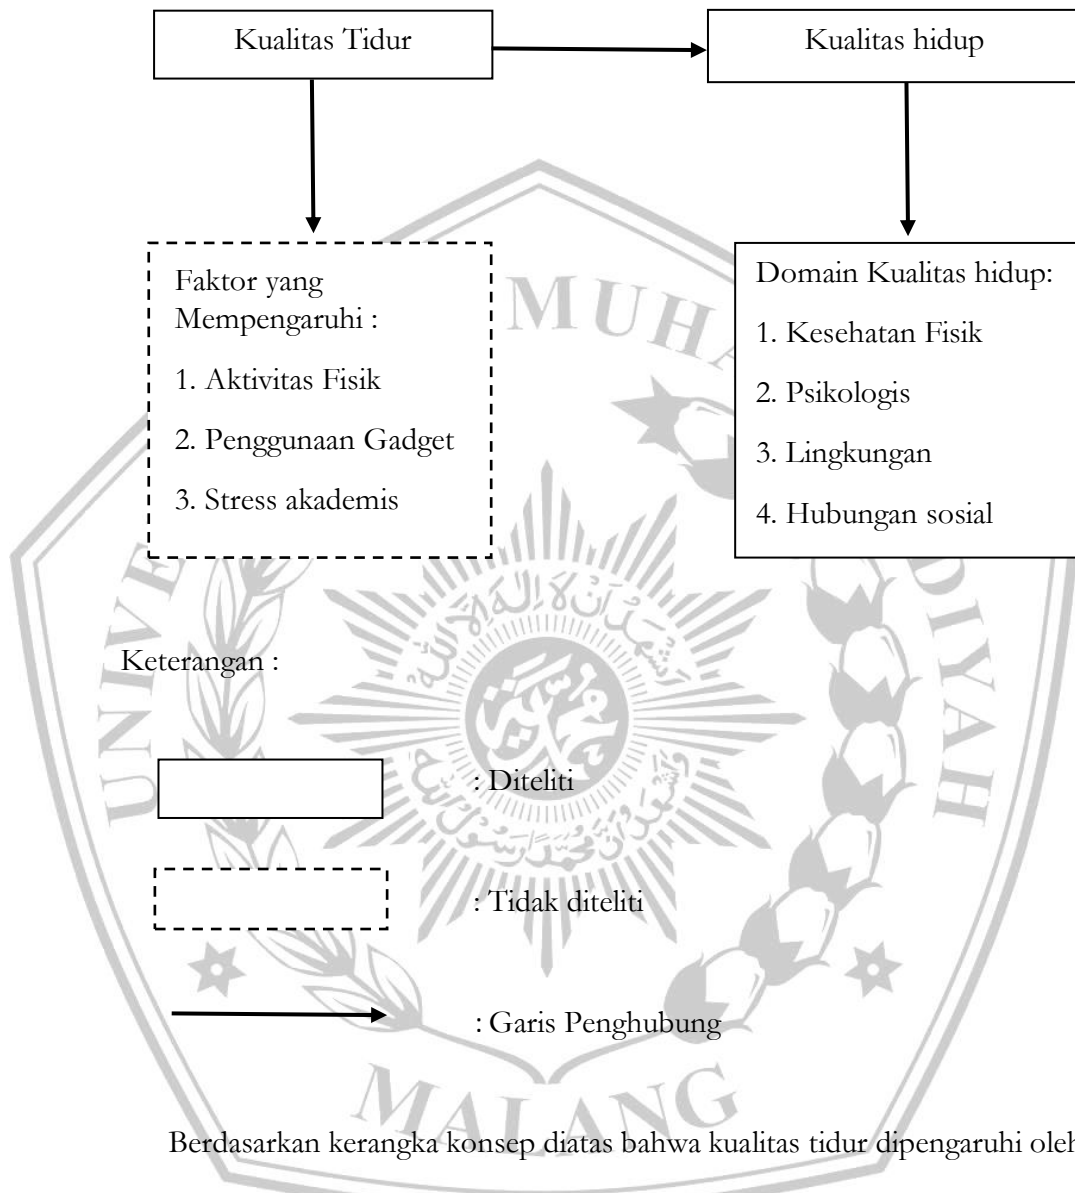 Kualitas Tidur
Kualitas hidup
Faktor yang
Mempengaruhi :
1. Aktivitas Fisik
2. Penggunaan Gadget
3. Stress akademis
Domain Kualitas hidup:
1. Kesehatan Fisik
2. Psikologis
3. Lingkungan
4. Hubungan sosial
Keterangan :
: Diteliti
: Tidak diteliti
: Garis Penghubung
MALANG
Berdasarkan kerangka konsep diatas bahwa kualitas tidur dipengaruhi oleh